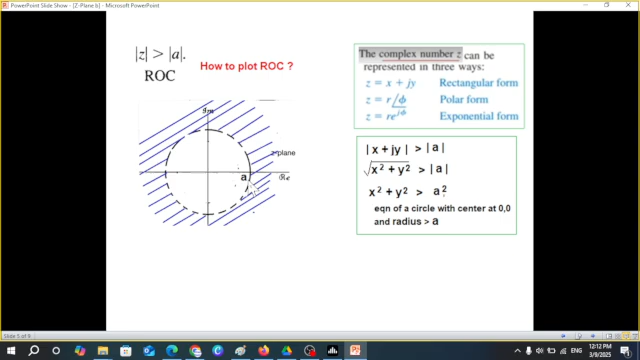 PowerPoint Slide Show - [Z-Plane b] - Microsoft PowerPoint
|z| > |a|.
ROC
How to plot ROC ?
Im
z-plane
a
Re
The complex number z can be
represented in three ways:
z = x + jy Rectangular form
z = r∠ϕ Polar form
z = re^{jϕ} Exponential form
| x + jy | > | a |
√x² + y² > | a |
x² + y² > a²
eqn of a circle with center at 0,0
and radius > a
Slide 5 of 9
12:12 PM
3/9/2025
ENG